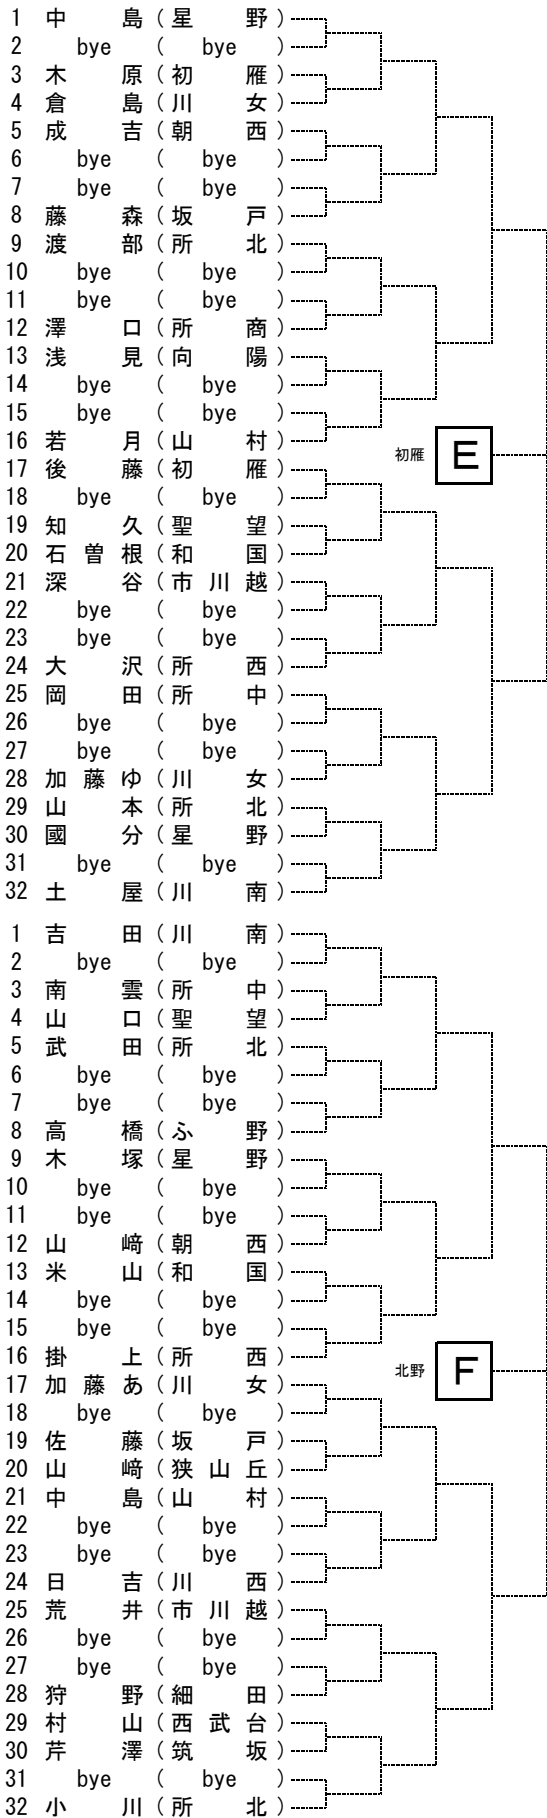 1 中島（星野）
2 bye（bye）
3 木原（初雁）
4 倉島（川女）
5 成吉（朝西）
6 bye（bye）
7 bye（bye）
8 藤森（坂戸）
9 渡部（所北）
10 bye（bye）
11 bye（bye）
12 澤口（所商）
13 浅見（向陽）
14 bye（bye）
15 bye（bye）
16 若月（山村）
初雁 E
17 後藤（初雁）
18 bye（bye）
19 知久（聖望）
20 石曽根（和国）
21 深谷（市川越）
22 bye（bye）
23 bye（bye）
24 大沢（所西）
25 岡田（所中）
26 bye（bye）
27 bye（bye）
28 加藤ゆ（川女）
29 山本（所北）
30 國分（星野）
31 bye（bye）
32 土屋（川南）
1 吉田（川南）
2 bye（bye）
3 南雲（所中）
4 山口（聖望）
5 武田（所北）
6 bye（bye）
7 bye（bye）
8 高橋（ふ野）
9 木塚（星野）
10 bye（bye）
11 bye（bye）
12 山﨑（朝西）
13 米山（和国）
14 bye（bye）
15 bye（bye）
16 掛上（所西）
北野 F
17 加藤あ（川女）
18 bye（bye）
19 佐藤（坂戸）
20 山﨑（狭山丘）
21 中島（山村）
22 bye（bye）
23 bye（bye）
24 日吉（川西）
25 荒井（市川越）
26 bye（bye）
27 bye（bye）
28 狩野（細田）
29 村山（西武台）
30 芹澤（筑坂）
31 bye（bye）
32 小川（所北）